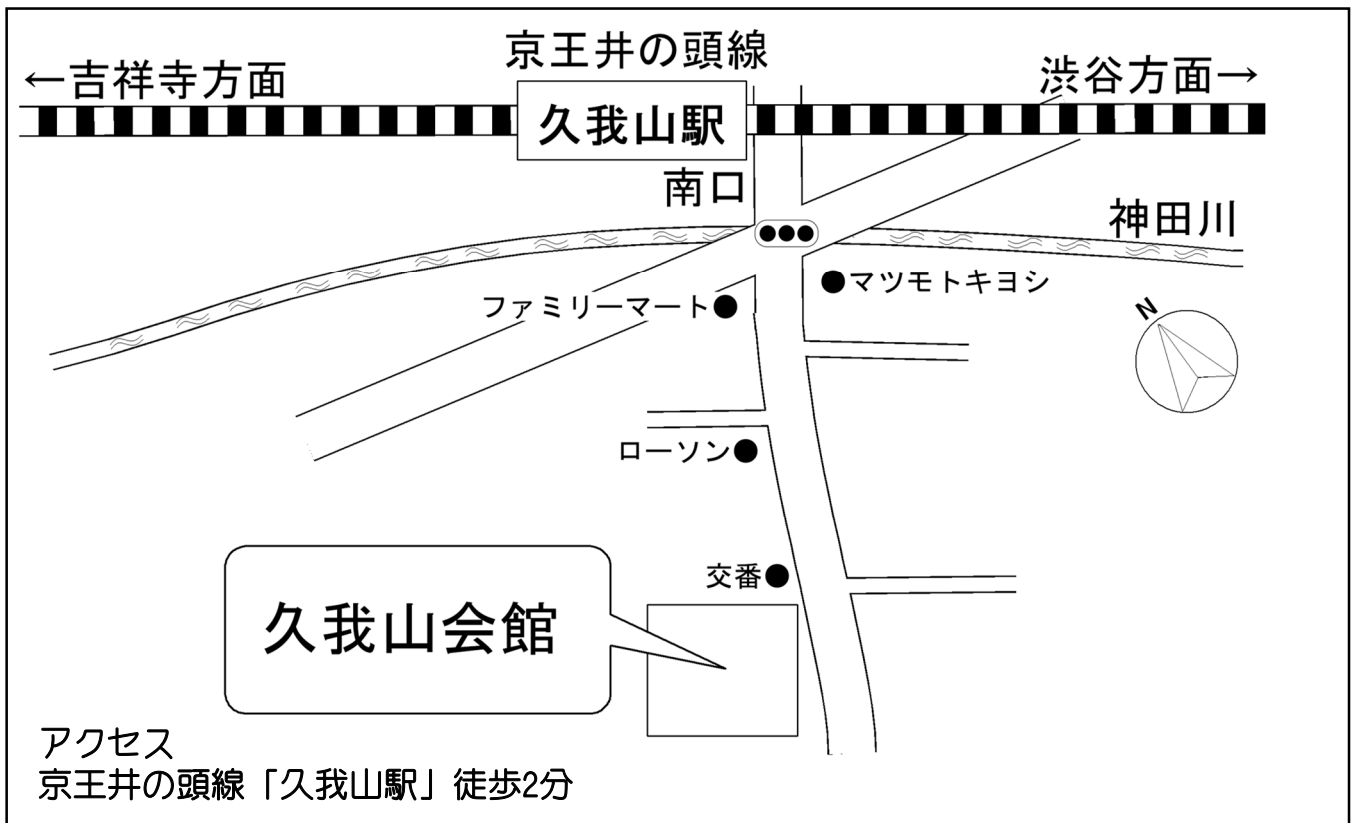 京王井の頭線
←吉祥寺方面
渋谷方面→
久我山駅
南口
神田川
マツモトキヨシ
ファミリーマート
N
ローソン
交番
久我山会館
アクセス
京王井の頭線「久我山駅」徒歩2分